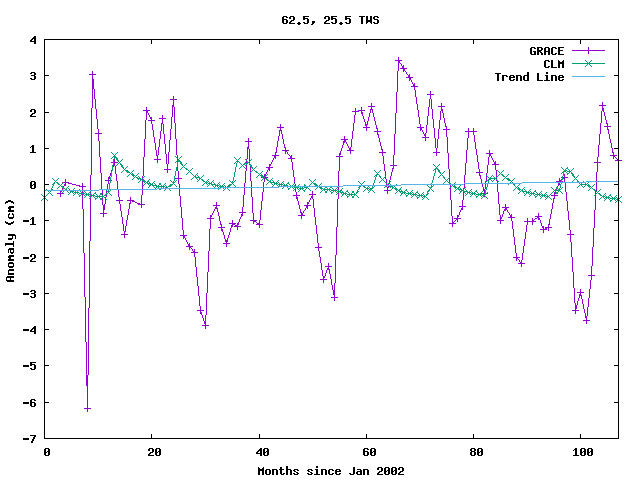 62.5, 25.5 TWS
GRACE
CLM
Trend Line
4
3
2
1
0
-1
-2
-3
-4
-5
-6
-7
Anomaly (cm)
0 20 40 60 80 100
Months since Jan 2002